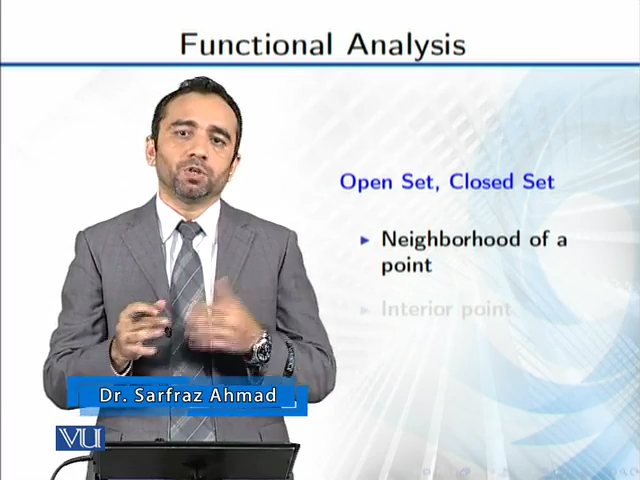 Functional Analysis
Open Set, Closed Set
Neighborhood of a
point
Interior point
Dr. Sarfraz Ahmad
VU